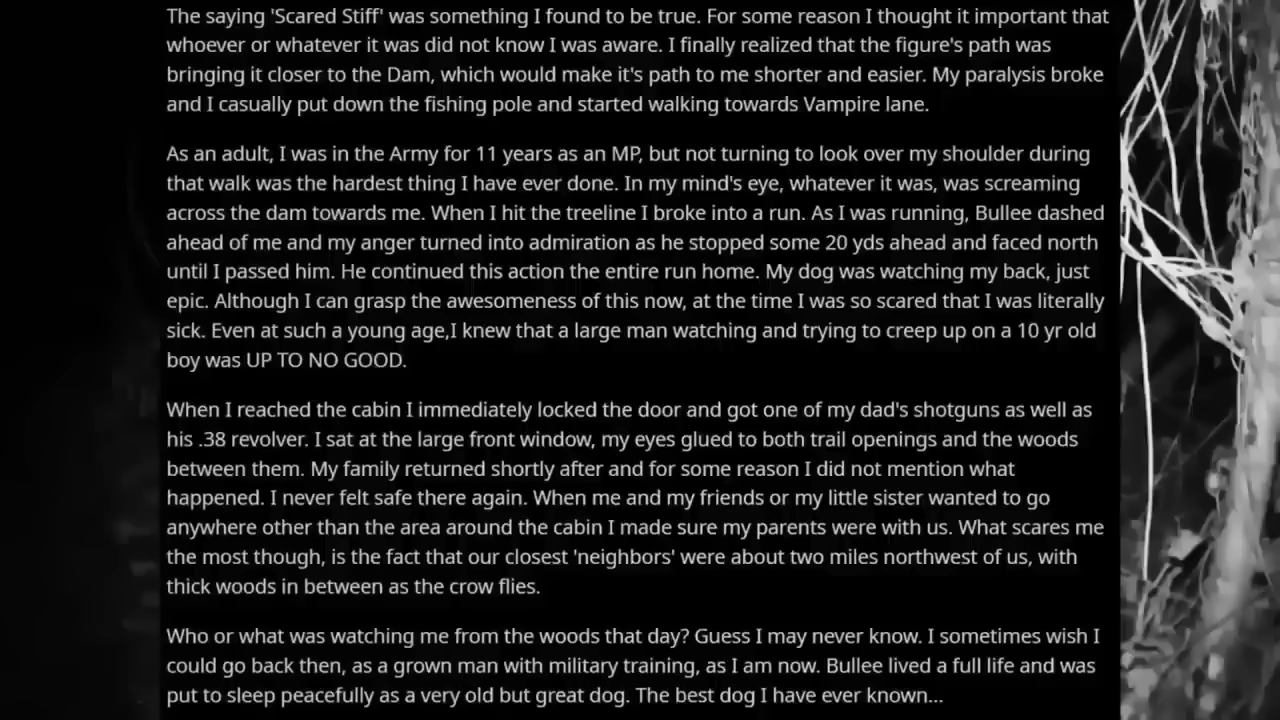 The saying 'Scared Stiff' was something I found to be true. For some reason I thought it important that
whoever or whatever it was did not know I was aware. I finally realized that the figure's path was
bringing it closer to the Dam, which would make it's path to me shorter and easier. My paralysis broke
and I casually put down the fishing pole and started walking towards Vampire lane.
As an adult, I was in the Army for 11 years as an MP, but not turning to look over my shoulder during
that walk was the hardest thing I have ever done. In my mind's eye, whatever it was, was screaming
across the dam towards me. When I hit the treeline I broke into a run. As I was running, Bullee dashed
ahead of me and my anger turned into admiration as he stopped some 20 yds ahead and faced north
until I passed him. He continued this action the entire run home. My dog was watching my back, just
epic. Although I can grasp the awesomeness of this now, at the time I was so scared that I was literally
sick. Even at such a young age,I knew that a large man watching and trying to creep up on a 10 yr old
boy was UP TO NO GOOD.
When I reached the cabin I immediately locked the door and got one of my dad's shotguns as well as
his .38 revolver. I sat at the large front window, my eyes glued to both trail openings and the woods
between them. My family returned shortly after and for some reason I did not mention what
happened. I never felt safe there again. When me and my friends or my little sister wanted to go
anywhere other than the area around the cabin I made sure my parents were with us. What scares me
the most though, is the fact that our closest 'neighbors' were about two miles northwest of us, with
thick woods in between as the crow flies.
Who or what was watching me from the woods that day? Guess I may never know. I sometimes wish I
could go back then, as a grown man with military training, as I am now. Bullee lived a full life and was
put to sleep peacefully as a very old but great dog. The best dog I have ever known...